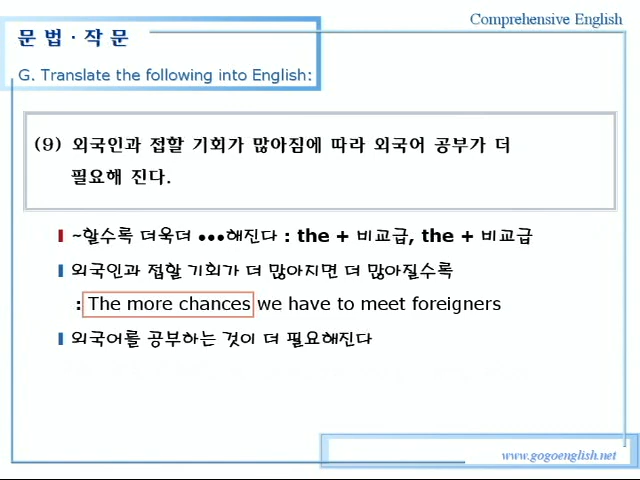 Comprehensive English
문 법 · 작 문
G. Translate the following into English:
(9) 외국인과 접할 기회가 많아짐에 따라 외국어 공부가 더
필요해 진다.
~할수록 더욱더 •••해진다 : the + 비교급, the + 비교급
외국인과 접할 기회가 더 많아지면 더 많아질수록
: The more chances we have to meet foreigners
외국어를 공부하는 것이 더 필요해진다
www.gogoenglish.net